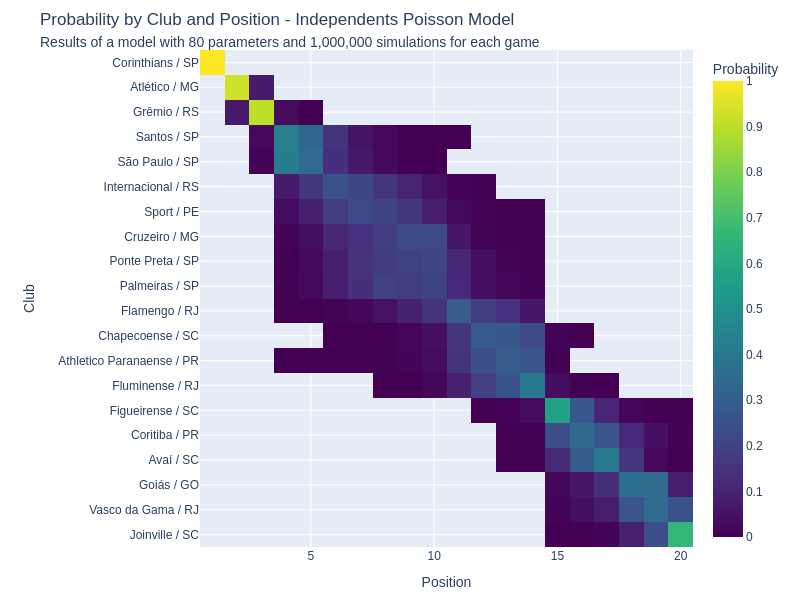 Probability by Club and Position - Independents Poisson Model
Results of a model with 80 parameters and 1,000,000 simulations for each game
Probability
Club
Corinthians / SP
Atlético / MG
Grêmio / RS
Santos / SP
São Paulo / SP
Internacional / RS
Sport / PE
Cruzeiro / MG
Ponte Preta / SP
Palmeiras / SP
Flamengo / RJ
Chapecoense / SC
Athletico Paranaense / PR
Fluminense / RJ
Figueirense / SC
Coritiba / PR
Avaí / SC
Goiás / GO
Vasco da Gama / RJ
Joinville / SC
5 10 15 20
Position
1
0.9
0.8
0.7
0.6
0.5
0.4
0.3
0.2
0.1
0